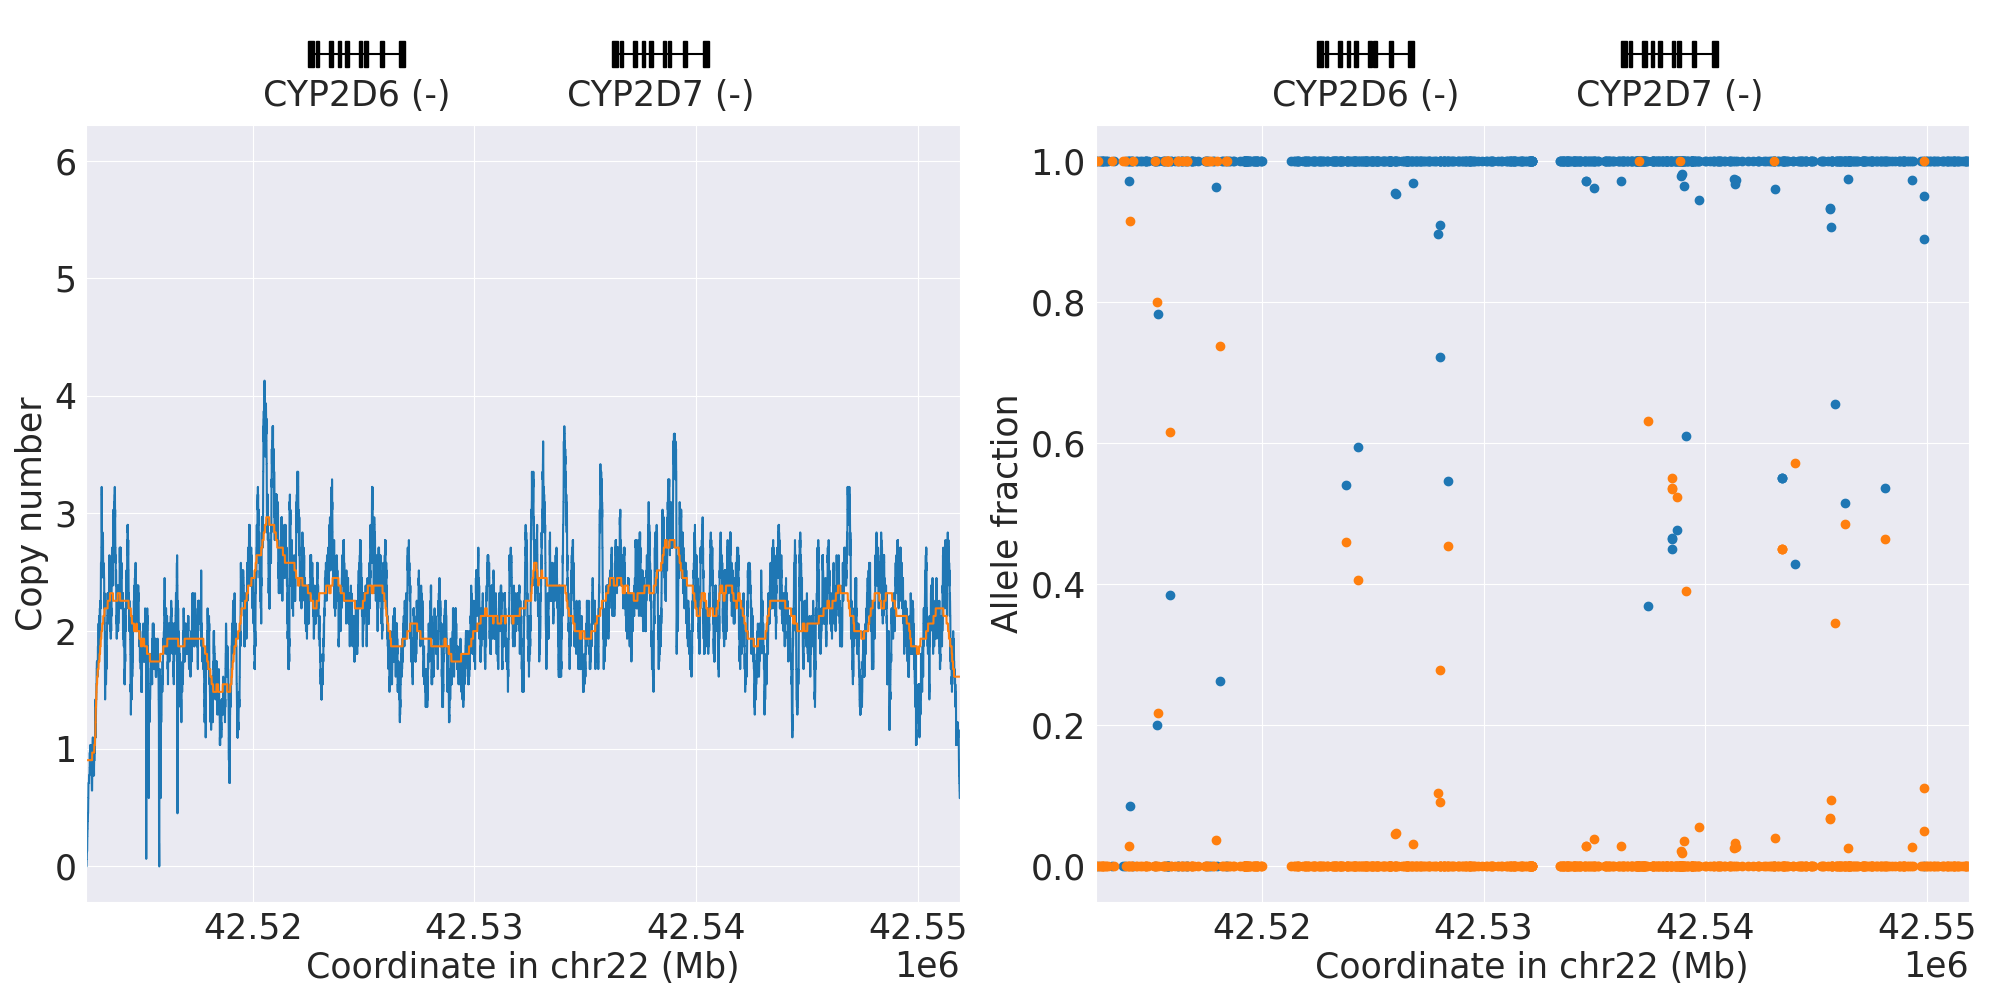 CYP2D6 (-)
CYP2D7 (-)
6
5
4
3
2
1
0
Copy number
42.52
42.53
42.54
42.55
Coordinate in chr22 (Mb)
1e6
CYP2D6 (-)
CYP2D7 (-)
1.0
0.8
0.6
0.4
0.2
0.0
Allele fraction
42.52
42.53
42.54
42.55
Coordinate in chr22 (Mb)
1e6